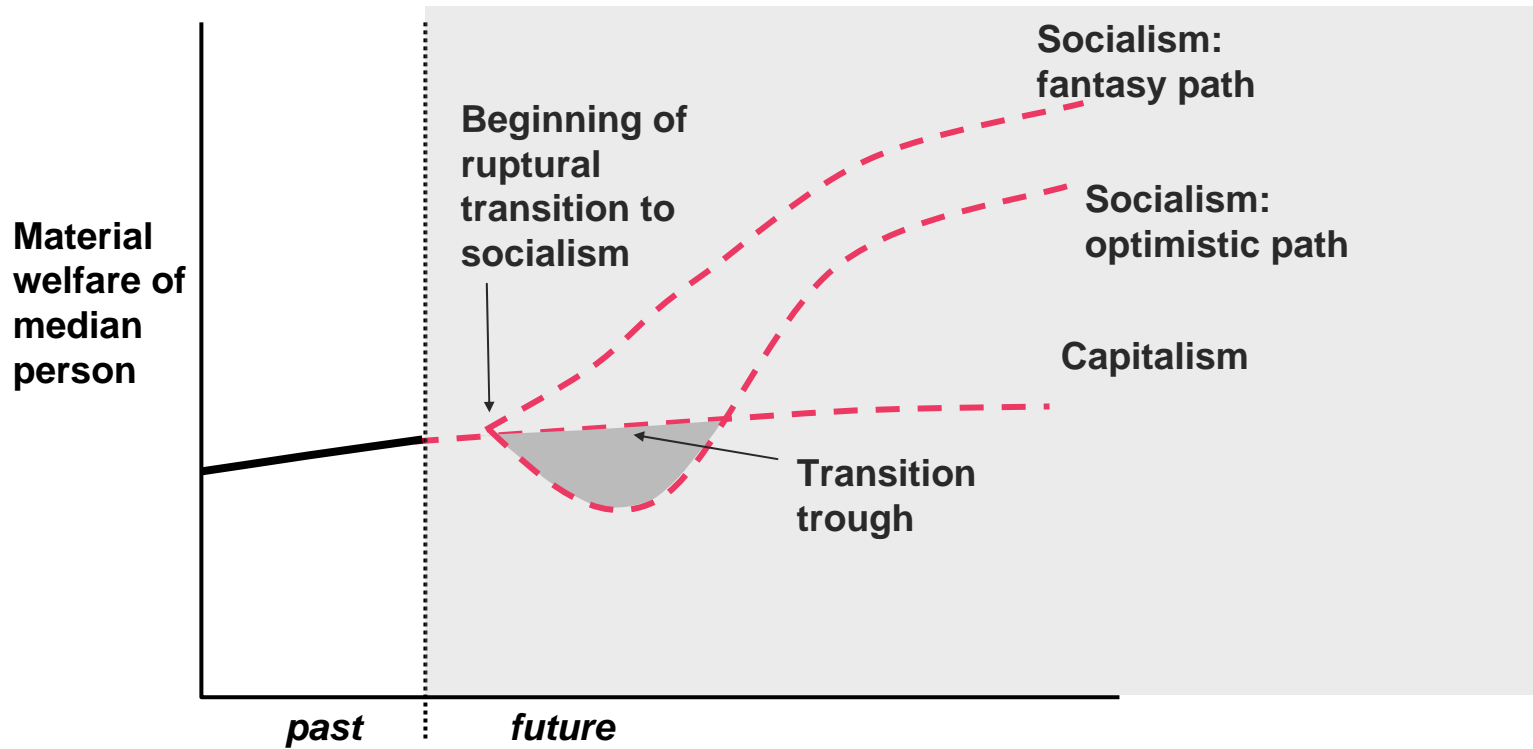 Socialism:
fantasy path
Beginning of
ruptural
transition to
socialism
Socialism:
optimistic path
Material
welfare of
median
person
Capitalism
Transition
trough
past
future